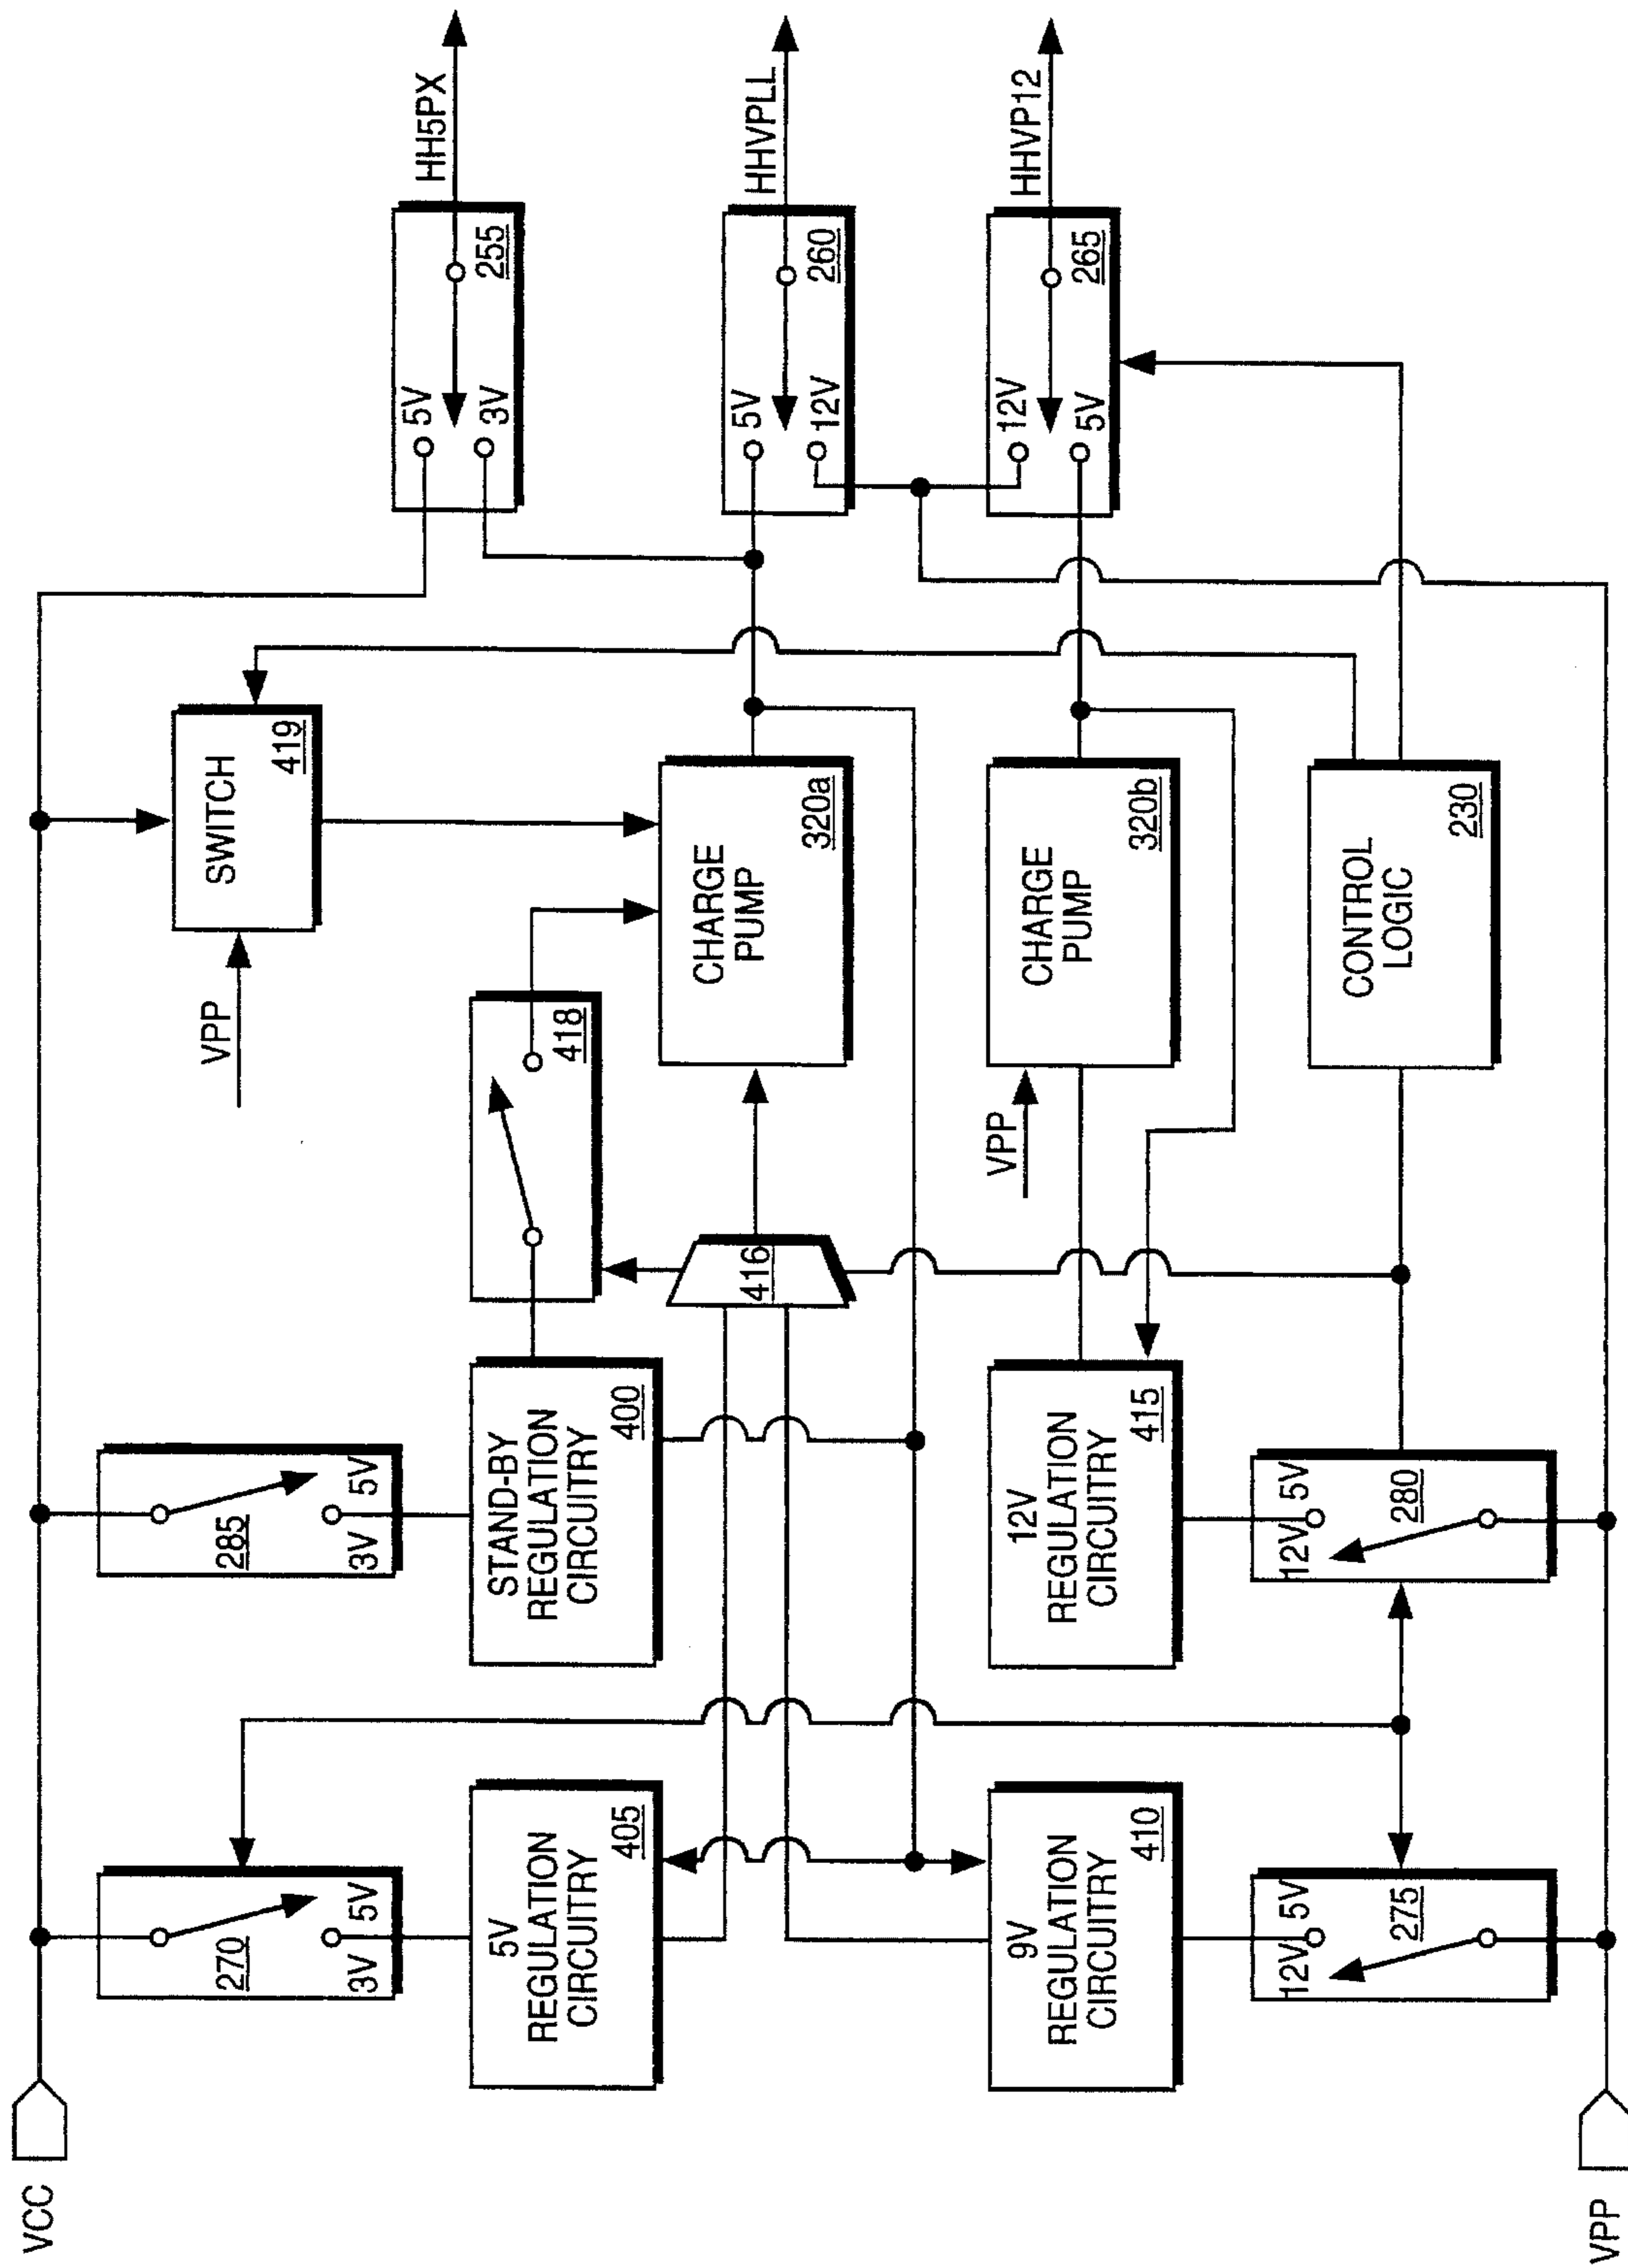 VCC
270
3V
5V
285
3V
5V
VPP
SWITCH
419
5V
REGULATION
CIRCUITRY
405
STAND-BY
REGULATION
CIRCUITRY
400
418
5V
3V
255
HH5PX
416
CHARGE
PUMP
320a
5V
12V
260
HHVPLL
9V
REGULATION
CIRCUITRY
410
12V
REGULATION
CIRCUITRY
415
VPP
CHARGE
PUMP
320b
12V
5V
265
HHVP12
12V
5V
275
12V
5V
280
CONTROL
LOGIC
230
VPP